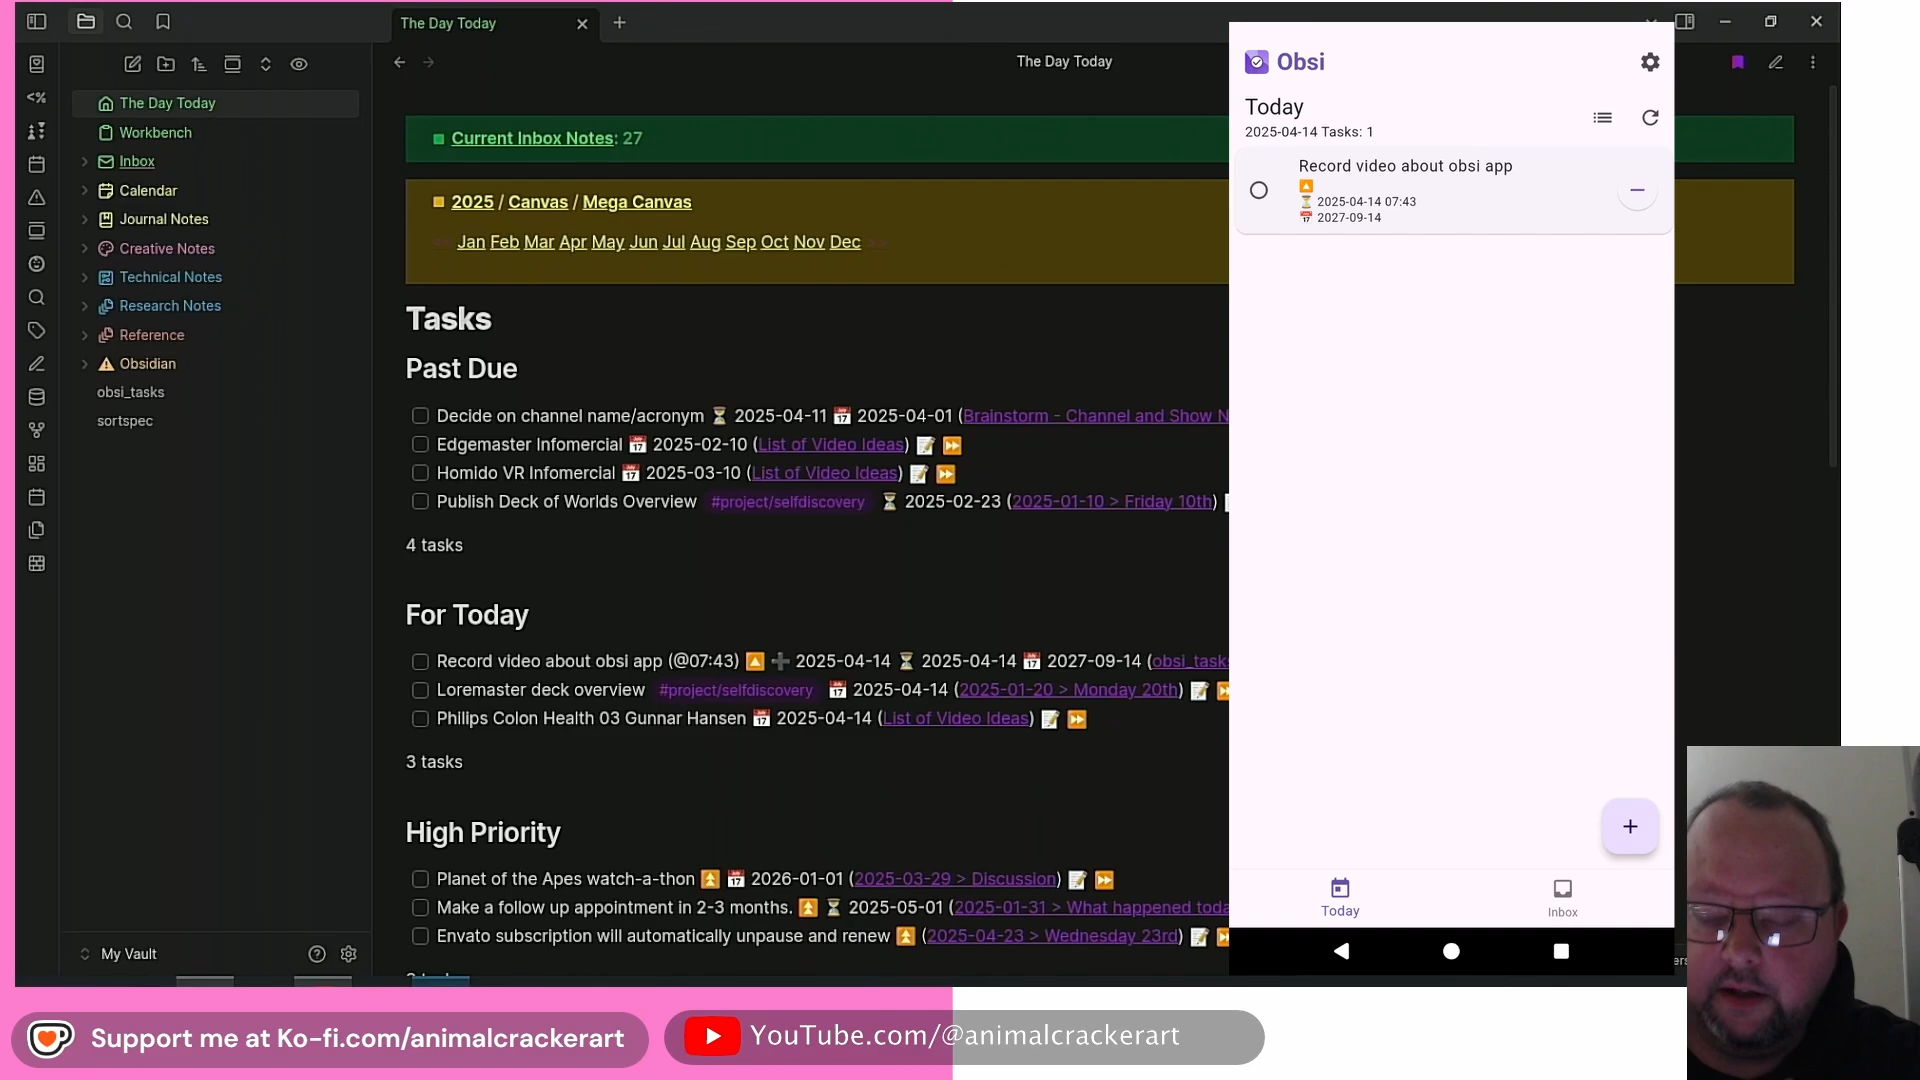 The Day Today
The Day Today
The Day Today
Workbench
Inbox
Calendar
Journal Notes
Creative Notes
Technical Notes
Research Notes
Reference
Obsidian
obsi_tasks
sortspec
My Vault
Current Inbox Notes: 27
2025 / Canvas / Mega Canvas
Jan Feb Mar Apr May Jun Jul Aug Sep Oct Nov Dec
Tasks
Past Due
Decide on channel name/acronym ⏳ 2025-04-11 📅 2025-04-01 (Brainstorm - Channel and Show N
Edgemaster Infomercial 📅 2025-02-10 (List of Video Ideas) 📝 ⏩
Homido VR Infomercial 📅 2025-03-10 (List of Video Ideas) 📝 ⏩
Publish Deck of Worlds Overview #project/selfdiscovery ⏳ 2025-02-23 (2025-01-10 > Friday 10th)
4 tasks
For Today
Record video about obsi app (@07:43) 🔼 ➕ 2025-04-14 ⏳ 2025-04-14 📅 2027-09-14 (obsi_tasks
Loremaster deck overview #project/selfdiscovery 📅 2025-04-14 (2025-01-20 > Monday 20th) 📝 ⏩
Philips Colon Health 03 Gunnar Hansen 📅 2025-04-14 (List of Video Ideas) 📝 ⏩
3 tasks
High Priority
Planet of the Apes watch-a-thon ⏫ 📅 2026-01-01 (2025-03-29 > Discussion) 📝 ⏩
Make a follow up appointment in 2-3 months. ⏫ ⏳ 2025-05-01 (2025-01-31 > What happened toda
Envato subscription will automatically unpause and renew ⏫ (2025-04-23 > Wednesday 23rd) 📝 ⏩
Obsi
Today
2025-04-14 Tasks: 1
Record video about obsi app
🔼
⏳ 2025-04-14 07:43
📅 2027-09-14
+
Today
Inbox
Support me at Ko-fi.com/animalcrackerart
YouTube.com/@animalcrackerart